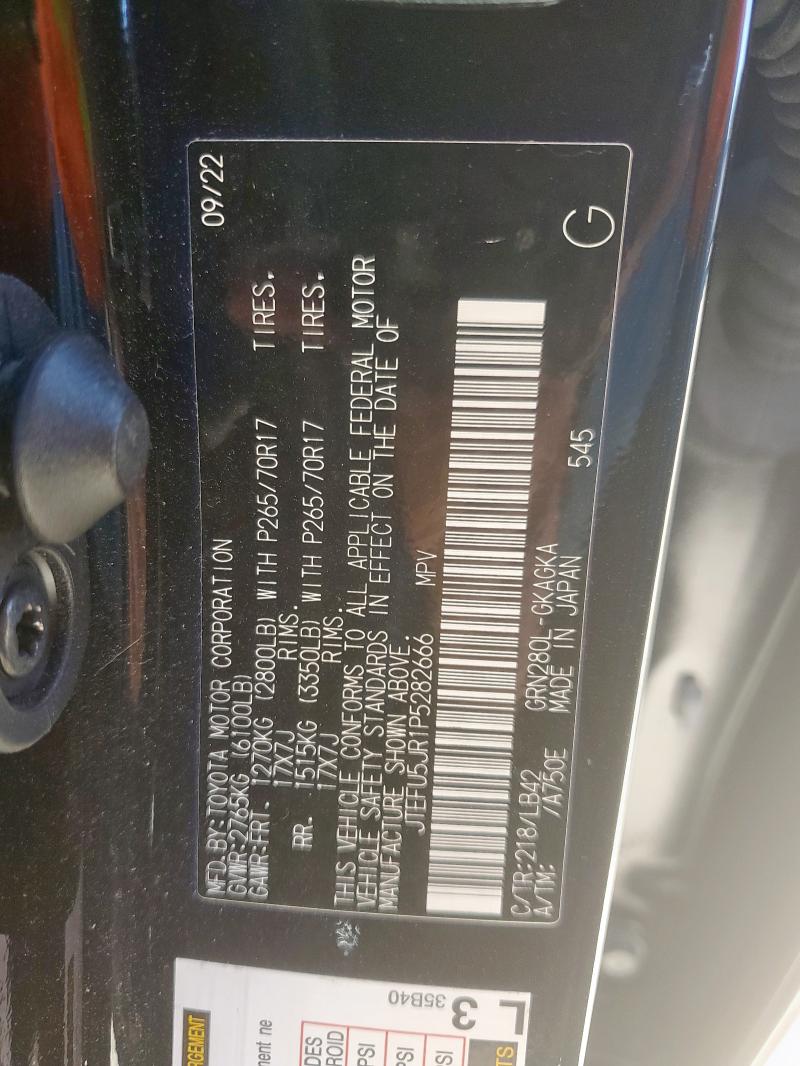 09/22
MFD.BY:TOYOTA MOTOR CORPORATION
GVWR:2765KG (6100LB)
GAWR:FRT. 1270KG (2800LB) WITH P265/70R17 TIRES.
17X7J RIMS.
RR. 1515KG (3350LB) WITH P265/70R17 TIRES.
17X7J RIMS.
THIS VEHICLE CONFORMS TO ALL APPLICABLE FEDERAL MOTOR
VEHICLE SAFETY STANDARDS IN EFFECT ON THE DATE OF
MANUFACTURE SHOWN ABOVE.
JTEFU5JR1P5282666 MPV
C/TR:218/LB42 GRN280L-GKAGKA 545
A/TM: /A750E MADE IN JAPAN G
35B40
L
3
PSI
PSI